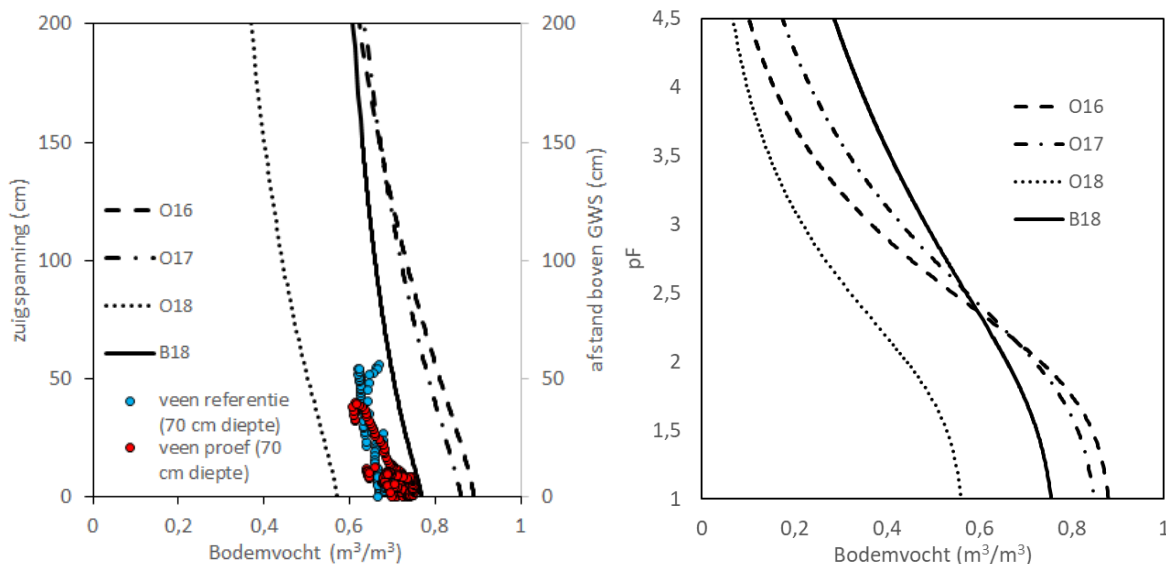 200
150
100
50
0
zuigspanning (cm)
O16
O17
O18
B18
veen referentie
(70 cm diepte)
veen proef (70
cm diepte)
0
0,2
0,4
0,6
0,8
1
Bodemvocht (m³/m³)
200
150
100
50
0
afstand boven GWS (cm)
4,5
4
3,5
3
2,5
2
1,5
1
pF
O16
O17
O18
B18
0
0,2
0,4
0,6
0,8
1
Bodemvocht (m³/m³)